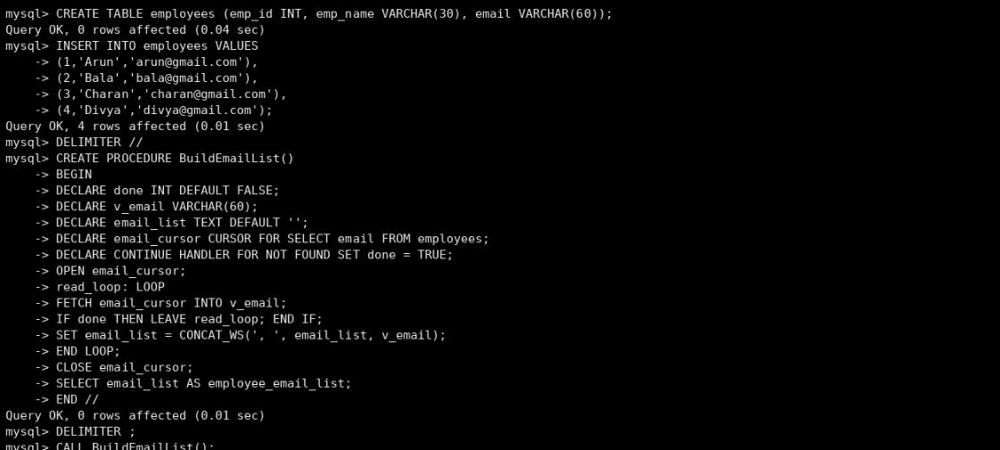 mysql> CREATE TABLE employees (emp_id INT, emp_name VARCHAR(30), email VARCHAR(60));
Query OK, 0 rows affected (0.04 sec)
mysql> INSERT INTO employees VALUES
    -> (1,'Arun','arun@gmail.com'),
    -> (2,'Bala','bala@gmail.com'),
    -> (3,'Charan','charan@gmail.com'),
    -> (4,'Divya','divya@gmail.com');
Query OK, 4 rows affected (0.01 sec)
mysql> DELIMITER //
mysql> CREATE PROCEDURE BuildEmailList()
    -> BEGIN
    -> DECLARE done INT DEFAULT FALSE;
    -> DECLARE v_email VARCHAR(60);
    -> DECLARE email_list TEXT DEFAULT '';
    -> DECLARE email_cursor CURSOR FOR SELECT email FROM employees;
    -> DECLARE CONTINUE HANDLER FOR NOT FOUND SET done = TRUE;
    -> OPEN email_cursor;
    -> read_loop: LOOP
    -> FETCH email_cursor INTO v_email;
    -> IF done THEN LEAVE read_loop; END IF;
    -> SET email_list = CONCAT_WS(', ', email_list, v_email);
    -> END LOOP;
    -> CLOSE email_cursor;
    -> SELECT email_list AS employee_email_list;
    -> END //
Query OK, 0 rows affected (0.01 sec)
mysql> DELIMITER ;
mysql> CALL BuildEmailList();